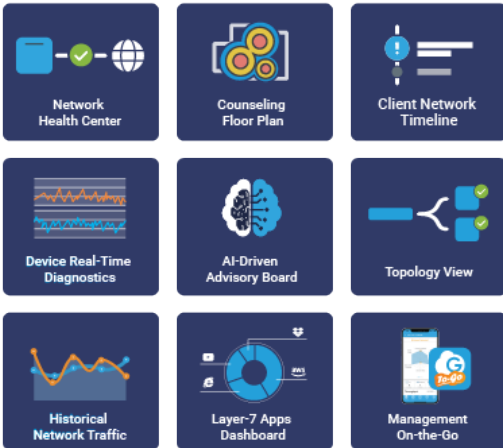 Network
Health Center
Counseling
Floor Plan
Client Network
Timeline
Device Real-Time
Diagnostics
AI-Driven
Advisory Board
Topology View
Historical
Network Traffic
aws
Layer-7 Apps
Dashboard
G
To-Go
Management
On-the-Go